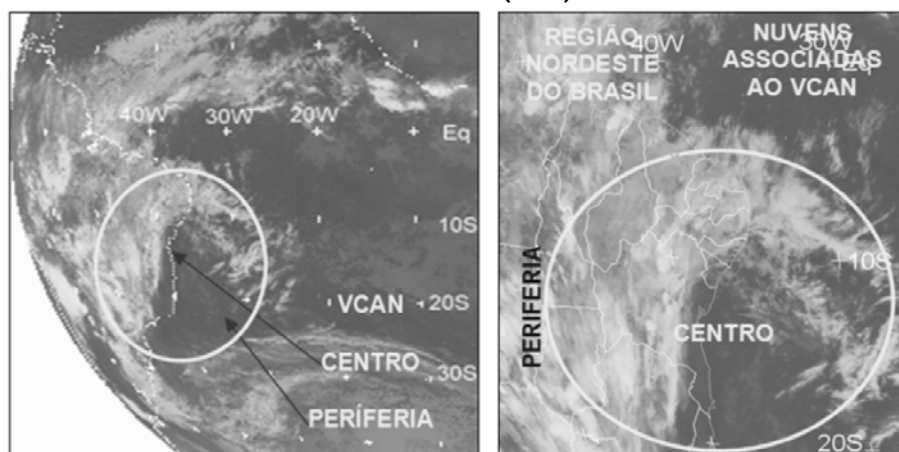 40W
30W
20W
Eq
10S
VCAN
20S
CENTRO
30S
PERÍFERIA
REGIÃO
40W
NORDESTE
DO BRASIL
NUVENS
30W
ASSOCIADAS
Eq
AO VCAN
PERIFERIA
+10S
CENTRO
20S